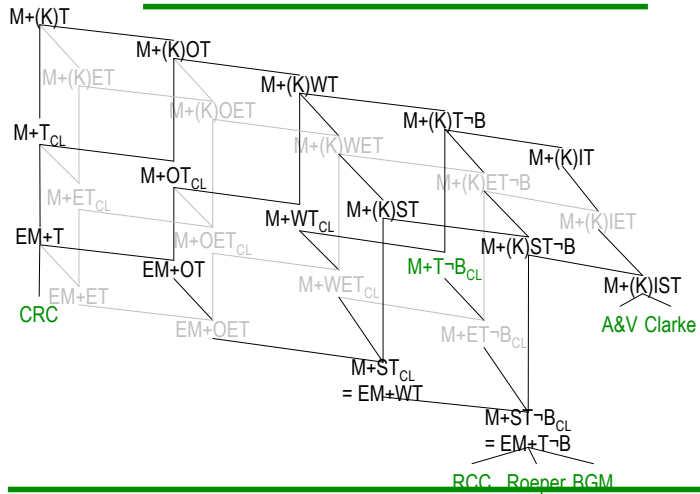 M+(K)T
M+(K)OT
M+(K)ET
M+(K)WT
M+(K)OET
M+(K)T¬B
M+T_CL
M+(K)WET
M+(K)IT
M+OT_CL
M+(K)ET¬B
M+ET_CL
M+WT_CL
M+(K)ST
M+(K)IET
EM+T
M+OET_CL
M+(K)ST¬B
EM+OT
M+T¬B_CL
M+WET_CL
M+(K)IST
EM+ET
CRC
EM+OET
M+ET¬B_CL
A&V Clarke
M+ST_CL
= EM+WT
M+ST¬B_CL
= EM+T¬B
RCC Roeper BGM